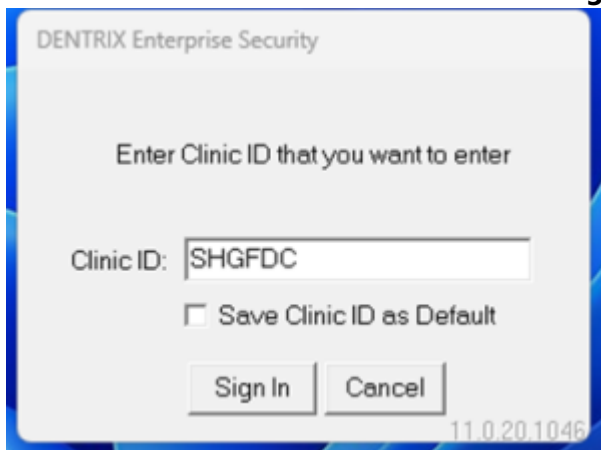 DENTRIX Enterprise Security
Enter Clinic ID that you want to enter
Clinic ID: SHGFDC
Save Clinic ID as Default
Sign In Cancel
11.0.20.1046